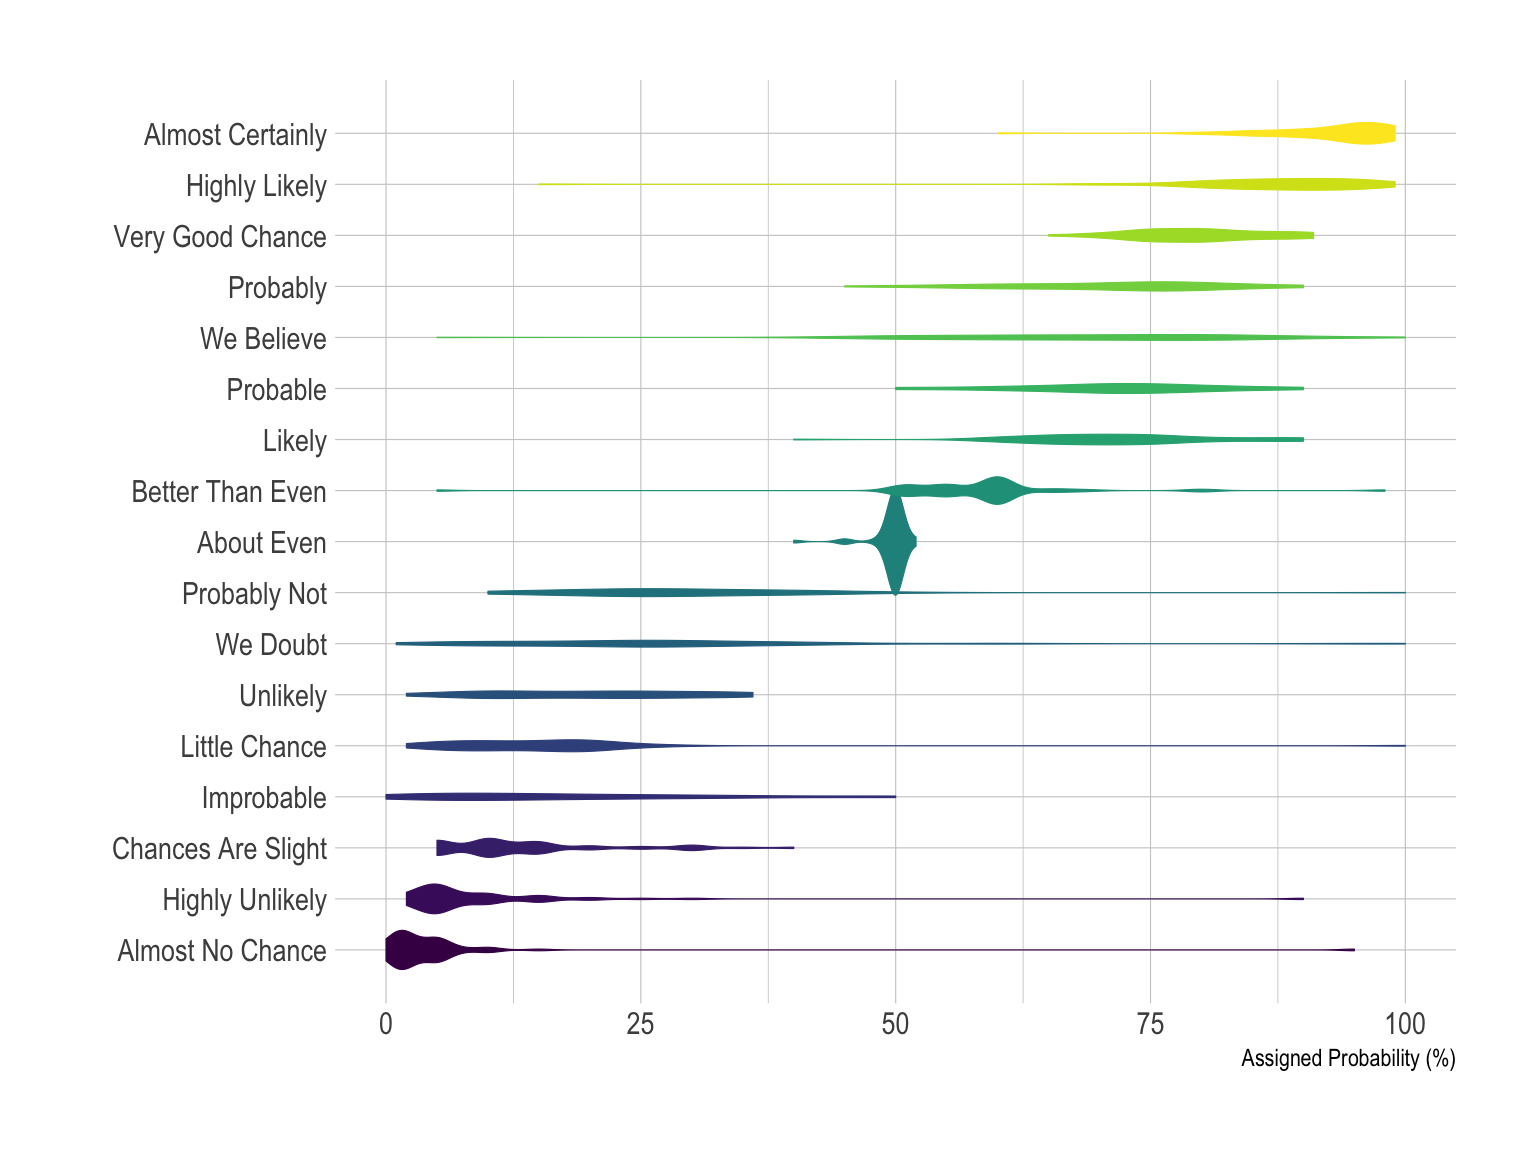 Almost Certainly
Highly Likely
Very Good Chance
Probably
We Believe
Probable
Likely
Better Than Even
About Even
Probably Not
We Doubt
Unlikely
Little Chance
Improbable
Chances Are Slight
Highly Unlikely
Almost No Chance
0 25 50 75 100
Assigned Probability (%)